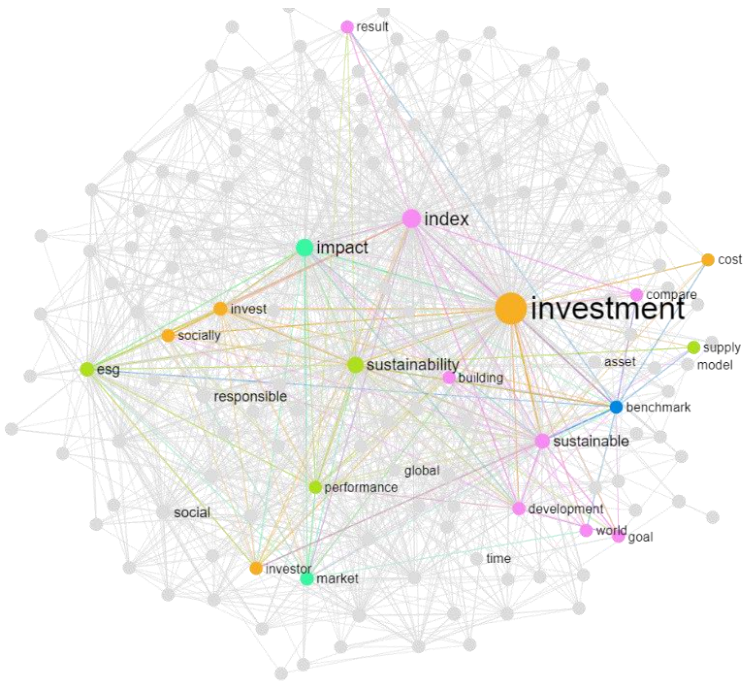 result
index
impact
cost
compare
invest
investment
socially
supply
asset
model
esg
sustainability
building
responsible
benchmark
sustainable
global
performance
development
social
world
goal
time
investor
market